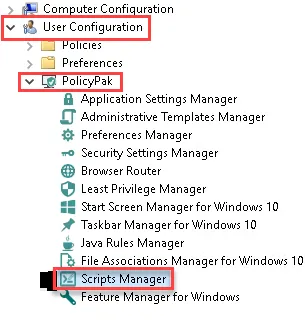 Computer Configuration
User Configuration
Policies
Preferences
PolicyPak
Application Settings Manager
Administrative Templates Manager
Preferences Manager
Security Settings Manager
Browser Router
Least Privilege Manager
Start Screen Manager for Windows 10
Taskbar Manager for Windows 10
Java Rules Manager
File Associations Manager for Windows 10
Scripts Manager
Feature Manager for Windows